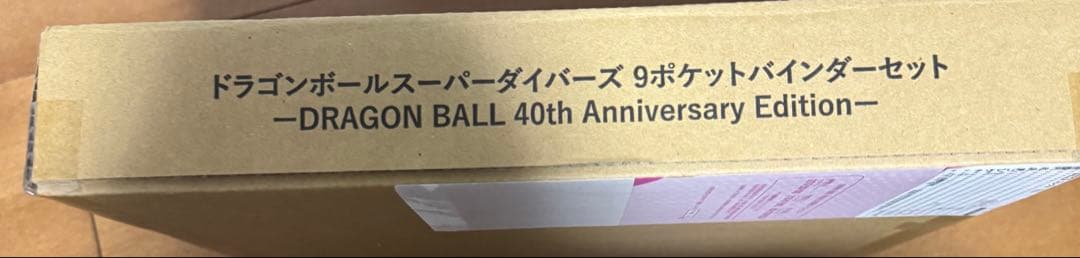 ドラゴンボールスーパーダイバーズ 9ポケットバインダーセット
ーDRAGON BALL 40th Anniversary Editionー